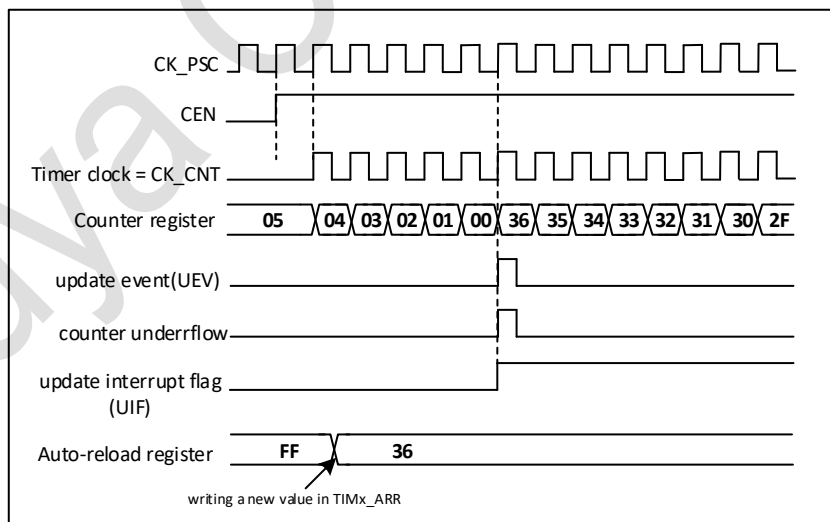 CK_PSC
CEN
Timer clock = CK_CNT
Counter register 05 04 03 02 01 00 36 35 34 33 32 31 30 2F
update event(UEV)
counter underrflow
update interrupt flag
(UIF)
Auto-reload register FF 36
writing a new value in TIMx_ARR